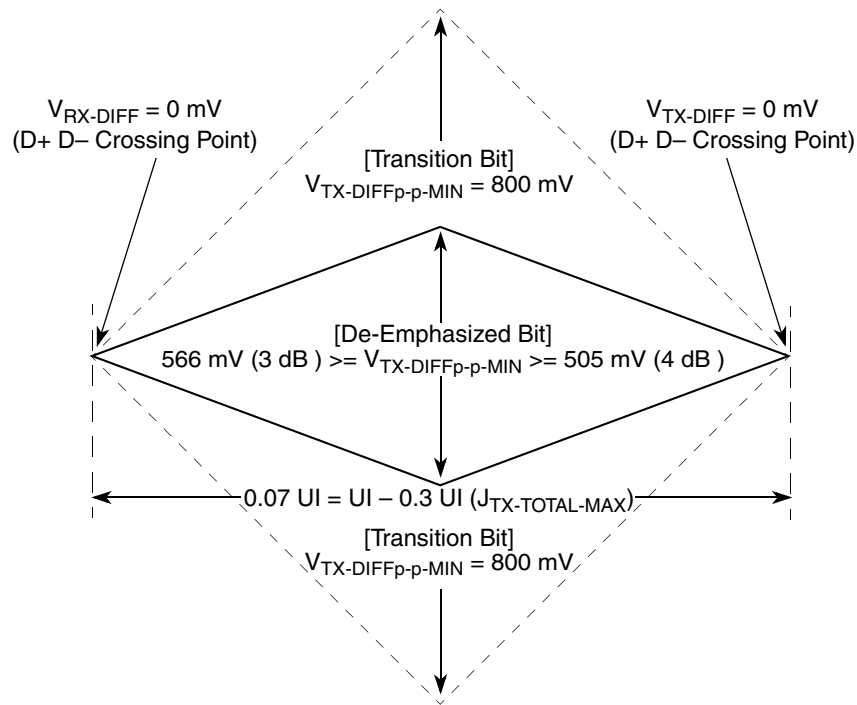 V_RX-DIFF = 0 mV
(D+ D– Crossing Point)
V_TX-DIFF = 0 mV
(D+ D– Crossing Point)
[Transition Bit]
V_TX-DIFFp-p-MIN = 800 mV
[De-Emphasized Bit]
566 mV (3 dB ) >= V_TX-DIFFp-p-MIN >= 505 mV (4 dB )
0.07 UI = UI – 0.3 UI (J_TX-TOTAL-MAX)
[Transition Bit]
V_TX-DIFFp-p-MIN = 800 mV